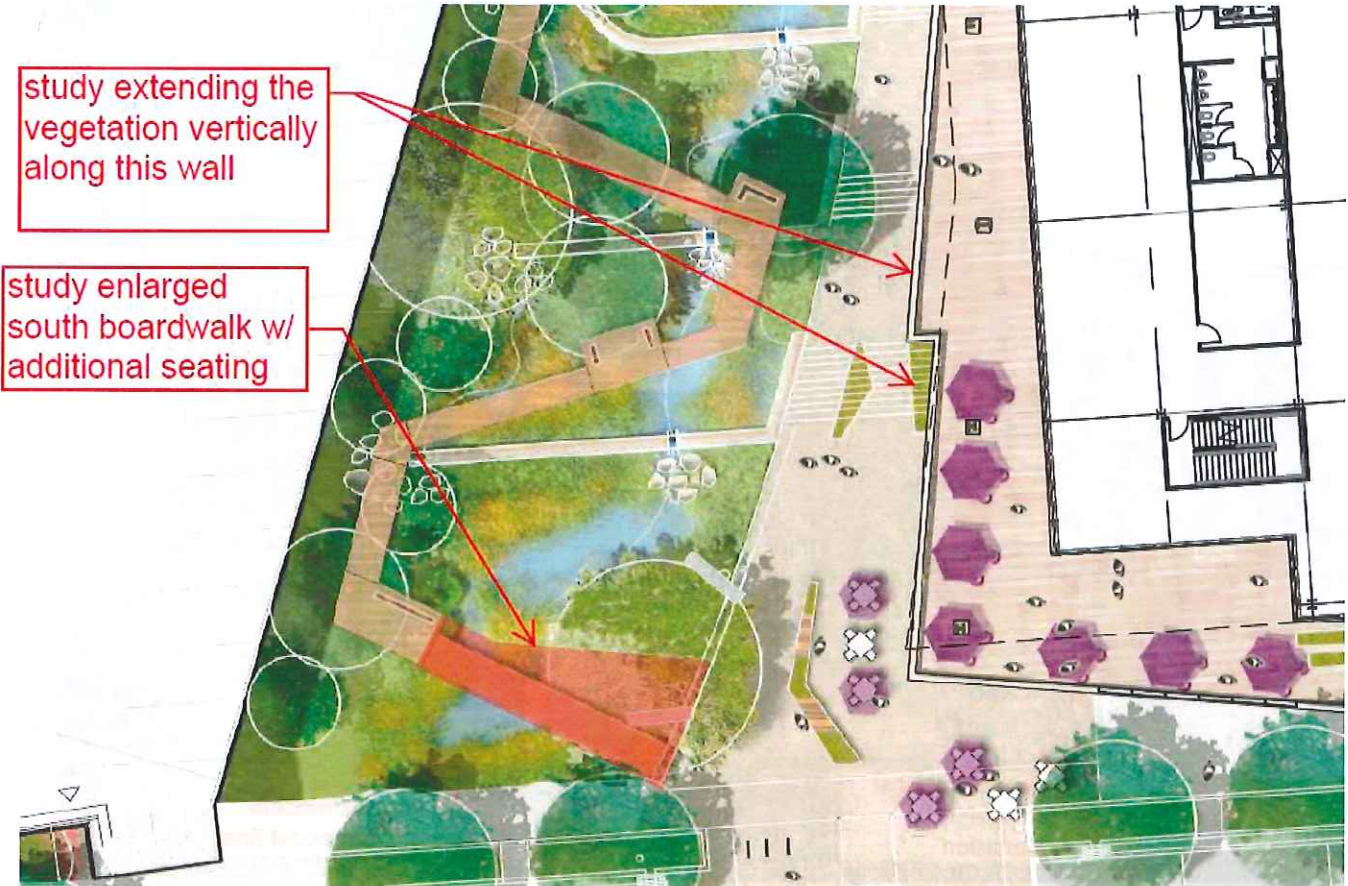 study extending the
vegetation vertically
along this wall
study enlarged
south boardwalk w/
additional seating